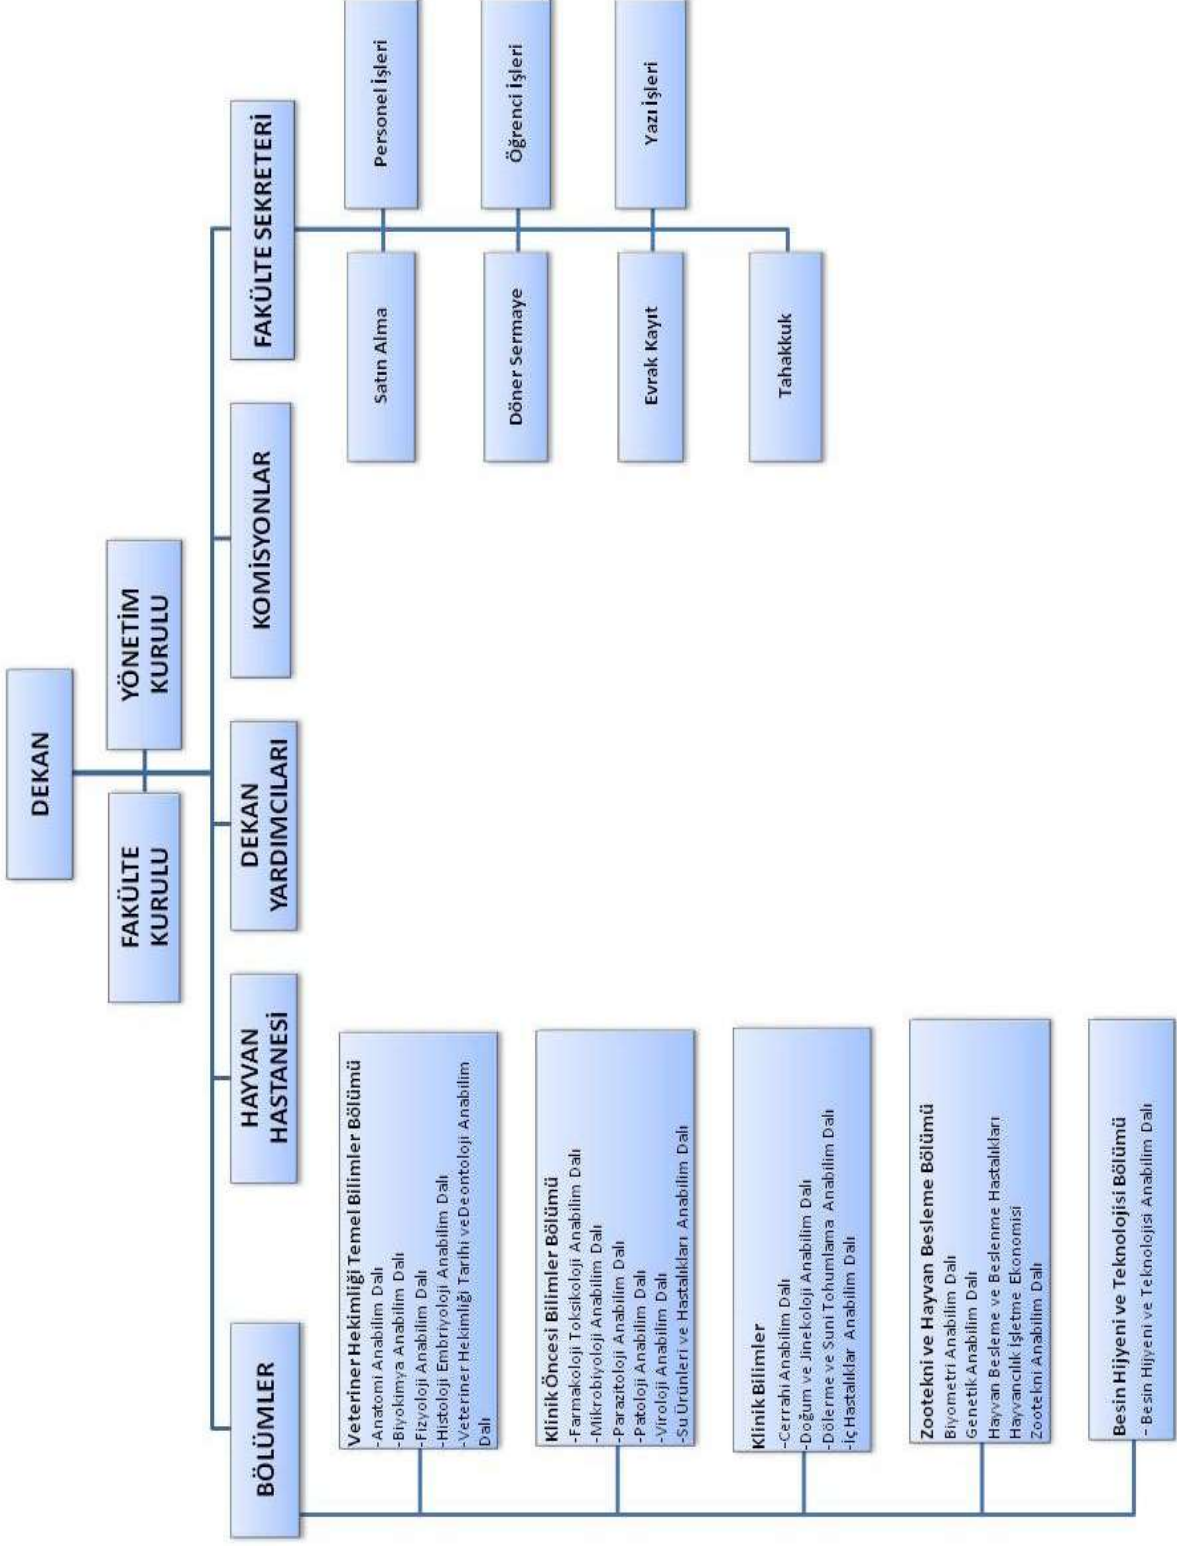 DEKAN
FAKÜLTE
KURULU
YÖNETİM
KURULU
BÖLÜMLER
HAYVAN
HASTANESİ
DEKAN
YARDIMCILARI
KOMİSYONLAR
FAKÜLTE SEKRETERİ
Veteriner Hekimliği Temel Bilimler Bölümü
-Anatomi Anabilim Dalı
-Biyokimya Anabilim Dalı
-Fizyoloji Anabilim Dalı
-Histoloji Embriyoloji Anabilim Dalı
-Veteriner Hekimliği Tarihi veDeontoloji Anabilim
Dalı
Klinik Öncesi Bilimler Bölümü
-Farmakoloji Toksikoloji Anabilim Dalı
-Mikrobiyoloji Anabilim Dalı
-Parazitoloji Anabilim Dalı
-Patoloji Anabilim Dalı
-Viroloji Anabilim Dalı
-Su Ürünleri ve Hastalıkları Anabilim Dalı
Klinik Bilimler
-Cerrahi Anabilim Dalı
-Doğum ve Jinekoloji Anabilim Dalı
-Dölerme ve Suni Tohumlama Anabilim Dalı
-İç Hastalıklar Anabilim Dalı
Zootekni ve Hayvan Besleme Bölümü
Biyometri Anabilim Dalı
Genetik Anabilim Dalı
Hayvan Besleme ve Beslenme Hastalıkları
Hayvancılık İşletme Ekonomisi
Zootekni Anabilim Dalı
Besin Hijyeni ve Teknolojisi Bölümü
- Besin Hijyeni ve Teknolojisi Anabilim Dalı
Satın Alma
Personel İşleri
Döner Sermaye
Öğrenci İşleri
Evrak Kayıt
Yazı İşleri
Tahakkuk